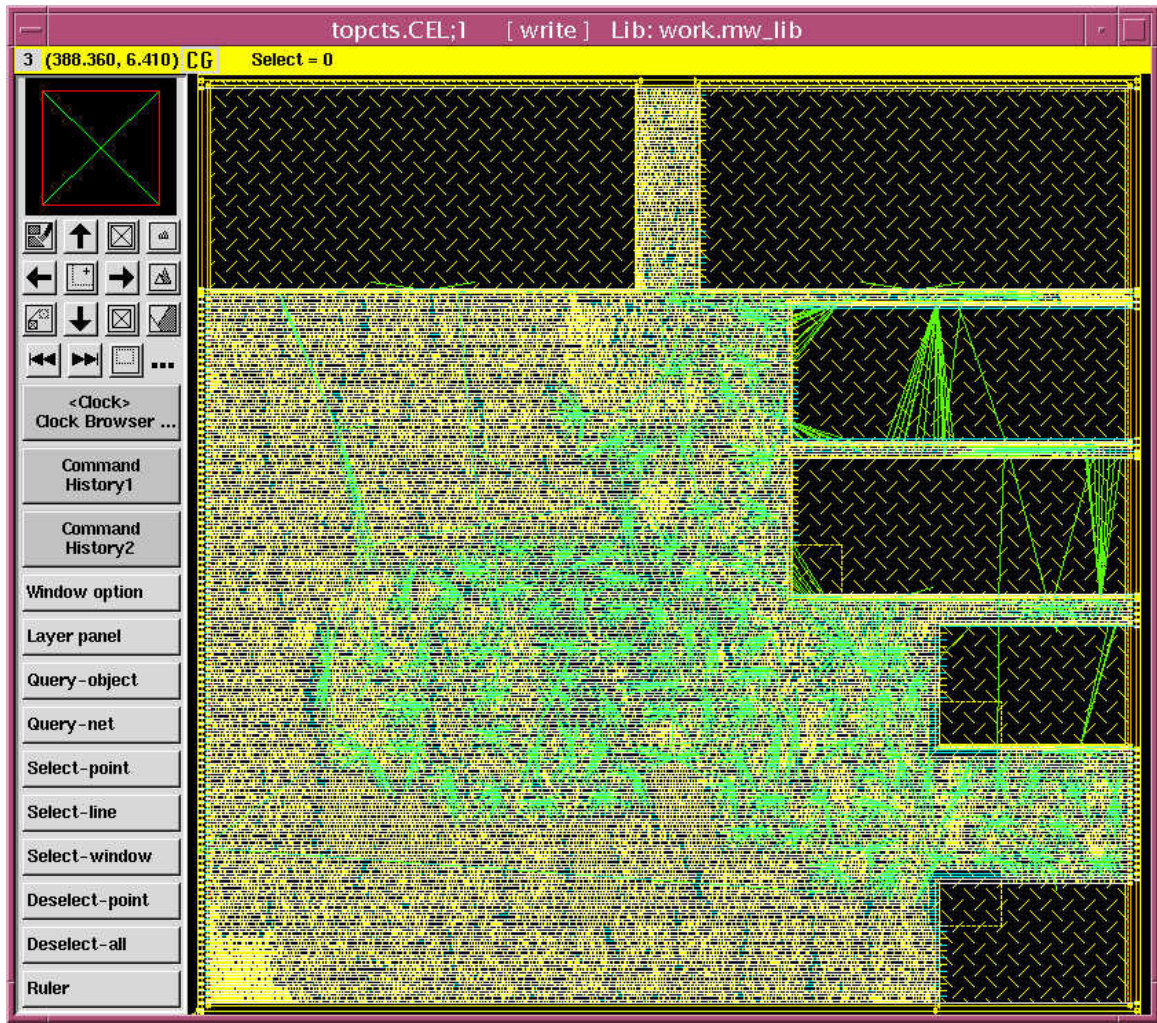 topcts.CEL;1 [ write ] Lib: work.mw_lib
3 (388.360, 6.410) CG Select = 0
<Clock>
Clock Browser ...
Command
History1
Command
History2
Window option
Layer panel
Query-object
Query-net
Select-point
Select-line
Select-window
Deselect-point
Deselect-all
Ruler